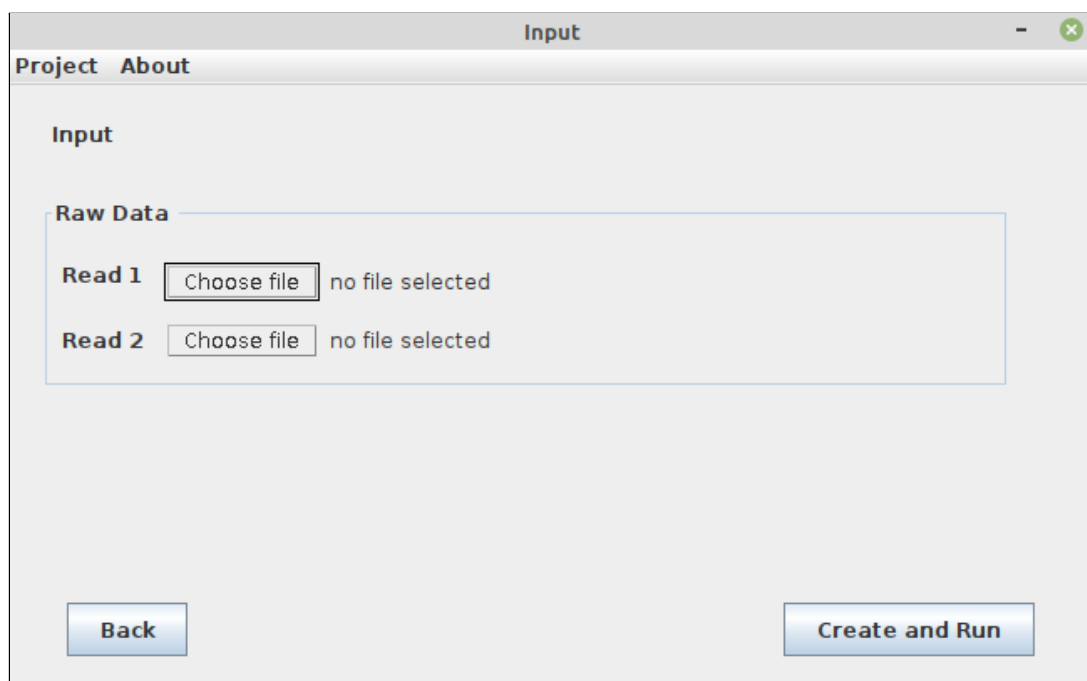 Input
Project About
Input
Raw Data
Read 1 Choose file no file selected
Read 2 Choose file no file selected
Back Create and Run